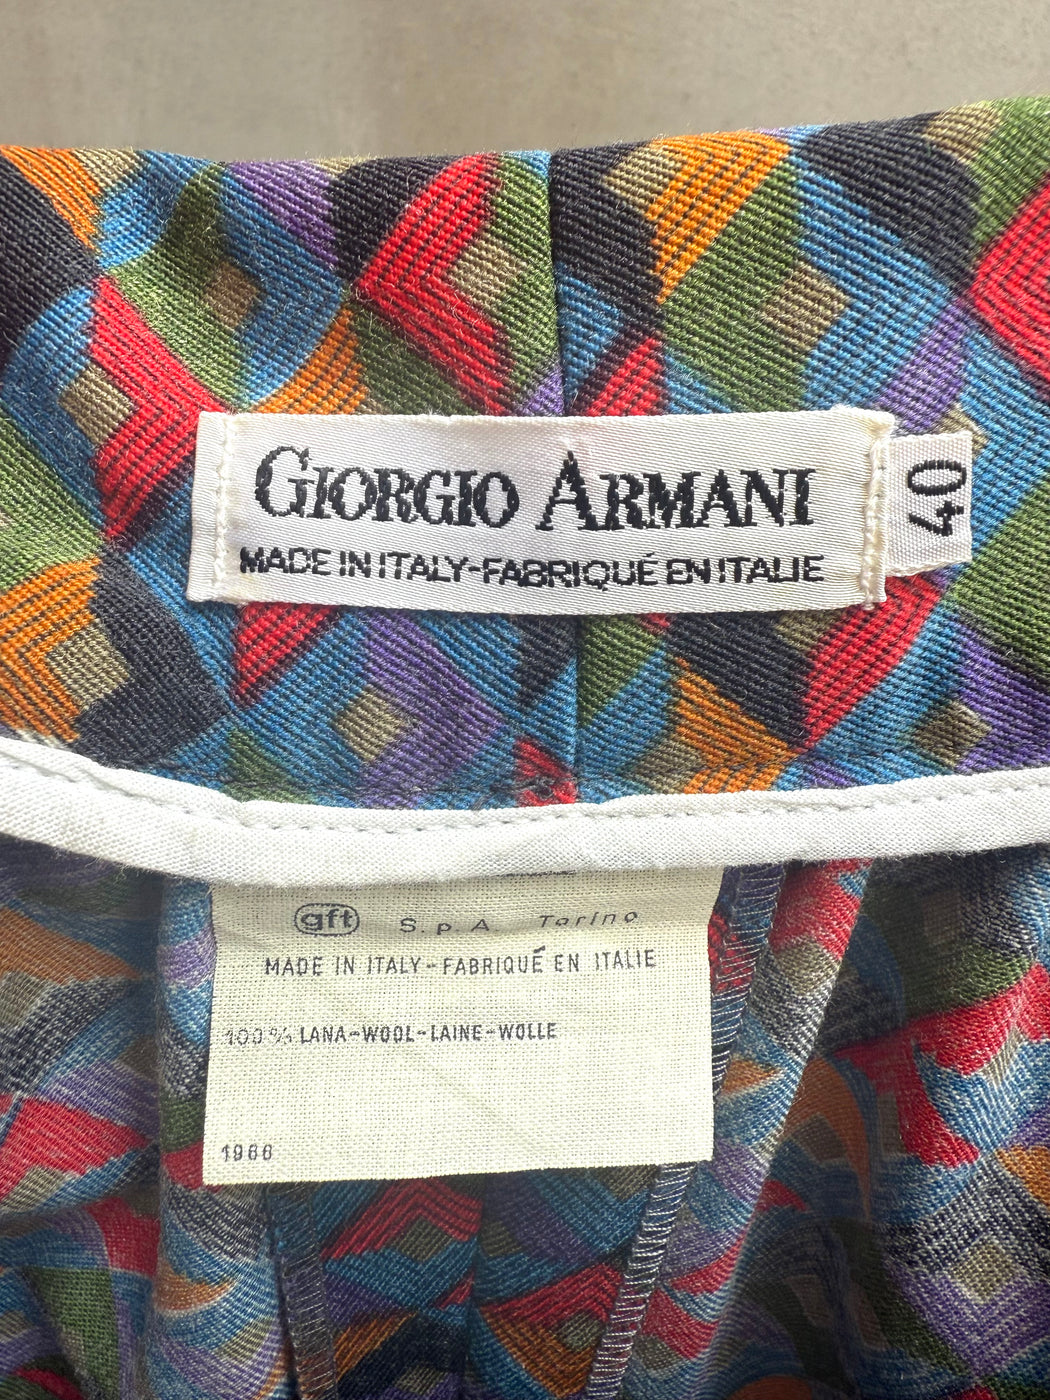 GIORGIO ARMANI
MADE IN ITALY-FABRIQUÉ EN ITALIE
40
gft S.p.A. Torino
MADE IN ITALY-FABRIQUÉ EN ITALIE
100% LANA-WOOL-LAINE-WOLLE
1988